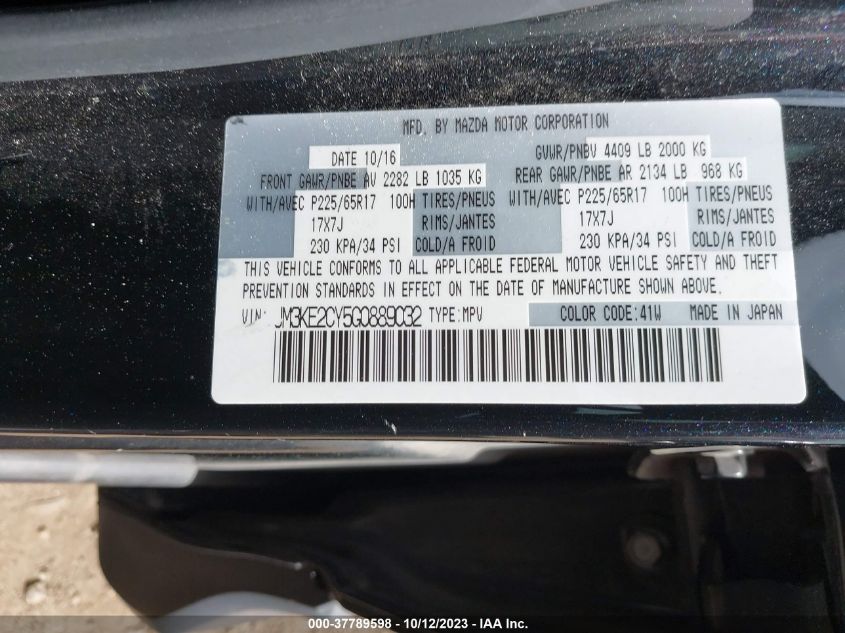 MFD. BY MAZDA MOTOR CORPORATION
DATE 10/16 GVWR/PNBV 4409 LB 2000 KG
FRONT GAWR/PNBE AV 2282 LB 1035 KG REAR GAWR/PNBE AR 2134 LB 968 KG
WITH/AVEC P225/65R17 100H TIRES/PNEUS WITH/AVEC P225/65R17 100H TIRES/PNEUS
17X7J RIMS/JANTES 17X7J RIMS/JANTES
230 KPA/34 PSI COLD/A FROID 230 KPA/34 PSI COLD/A FROID
THIS VEHICLE CONFORMS TO ALL APPLICABLE FEDERAL MOTOR VEHICLE SAFETY AND THEFT
PREVENTION STANDARDS IN EFFECT ON THE DATE OF MANUFACTURE SHOWN ABOVE.
VIN: JM3KE2CY5G0889032 TYPE:MPV COLOR CODE:41W MADE IN JAPAN
000-37789598 - 10/12/2023 - IAA Inc.